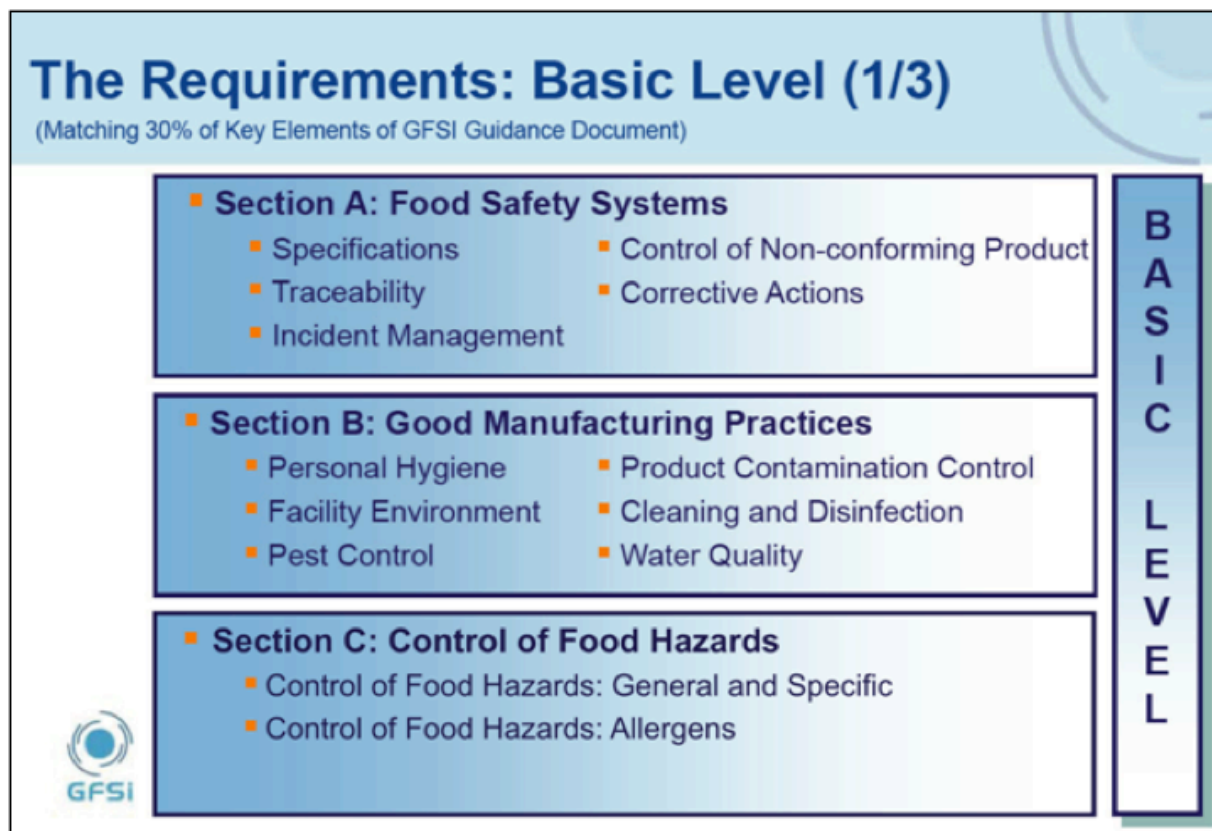 The Requirements: Basic Level (1/3)
(Matching 30% of Key Elements of GFSI Guidance Document)
Section A: Food Safety Systems
Specifications
Traceability
Incident Management
Control of Non-conforming Product
Corrective Actions
Section B: Good Manufacturing Practices
Personal Hygiene
Facility Environment
Pest Control
Product Contamination Control
Cleaning and Disinfection
Water Quality
Section C: Control of Food Hazards
Control of Food Hazards: General and Specific
Control of Food Hazards: Allergens
BASIC LEVEL
GFSi